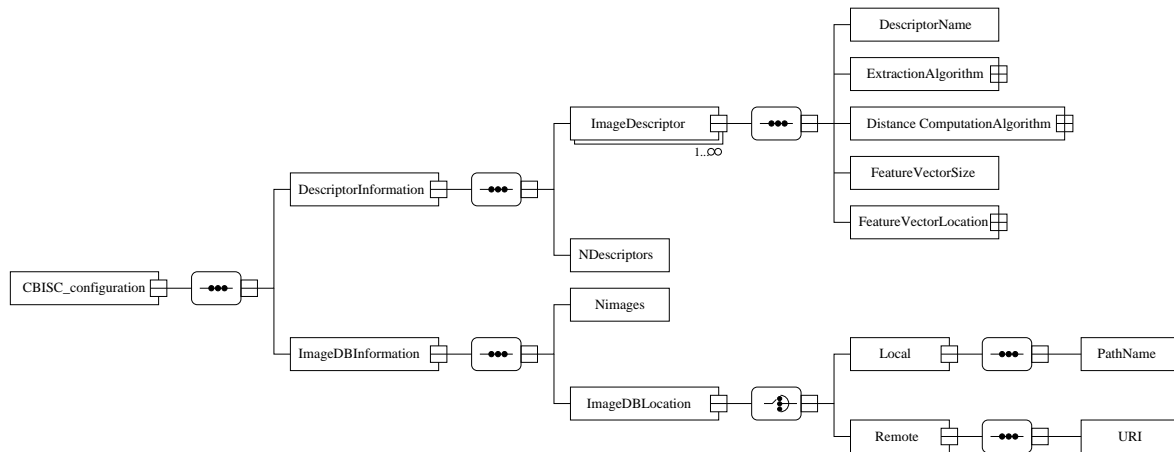 DescriptorName
ExtractionAlgorithm
ImageDescriptor
Distance ComputationAlgorithm
1..∞
DescriptorInformation
FeatureVectorSize
FeatureVectorLocation
NDescriptors
CBISC_configuration
Nimages
ImageDBInformation
Local
PathName
ImageDBLocation
Remote
URI